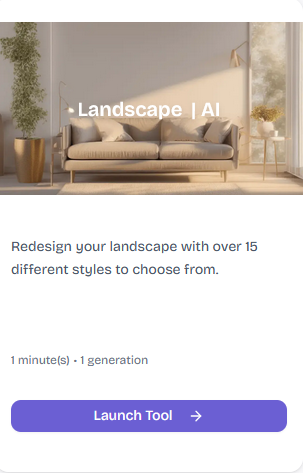 Landscape | AI
Redesign your landscape with over 15
different styles to choose from.
1 minute(s) • 1 generation
Launch Tool →